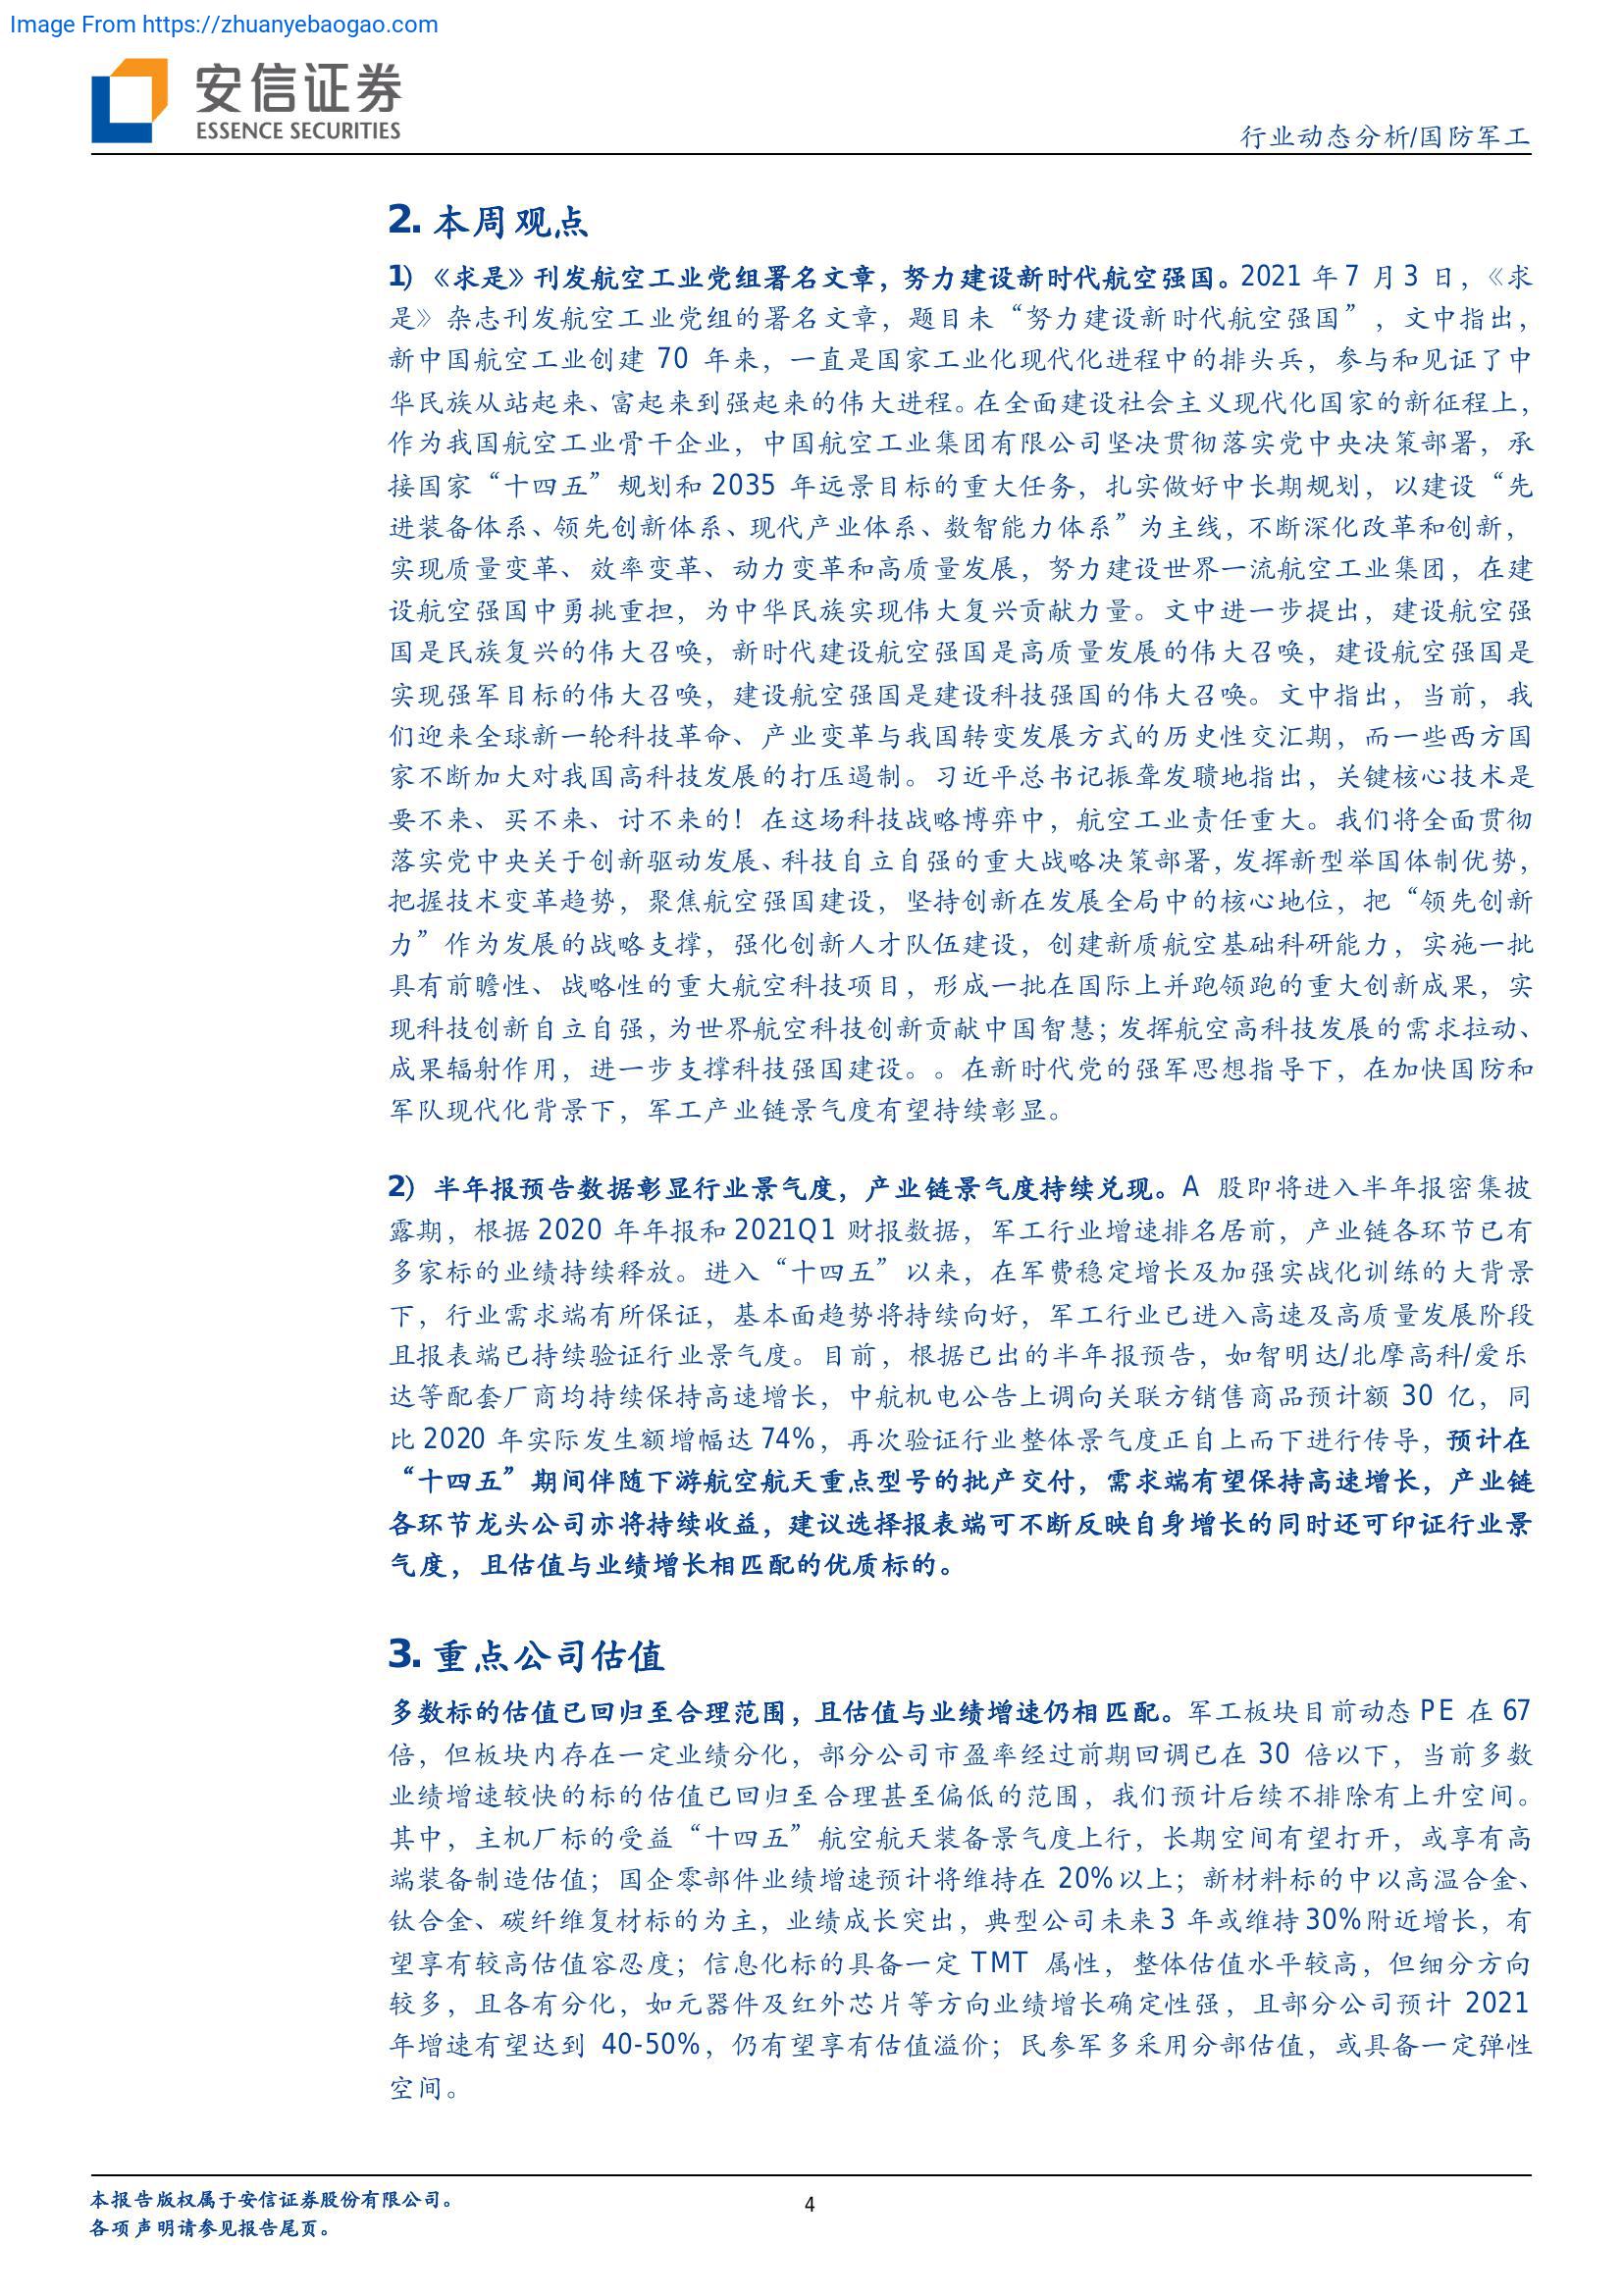 Image From https://zhuanyebaogao.com
安信证券
ESSENCE SECURITIES
行业动态分析/国防军工
2. 本周观点
1）《求是》刊发航空工业党组署名文章，努力建设新时代航空强国。2021 年 7 月 3 日，《求
是》杂志刊发航空工业党组的署名文章，题目未“努力建设新时代航空强国”，文中指出，
新中国航空工业创建 70 年来，一直是国家工业化现代化进程中的排头兵，参与和见证了中
华民族从站起来、富起来到强起来的伟大进程。在全面建设社会主义现代化国家的新征程上，
作为我国航空工业骨干企业，中国航空工业集团有限公司坚决贯彻落实党中央决策部署，承
接国家“十四五”规划和 2035 年远景目标的重大任务，扎实做好中长期规划，以建设“先
进装备体系、领先创新体系、现代产业体系、数智能力体系”为主线，不断深化改革和创新，
实现质量变革、效率变革、动力变革和高质量发展，努力建设世界一流航空工业集团，在建
设航空强国中勇挑重担，为中华民族实现伟大复兴贡献力量。文中进一步提出，建设航空强
国是民族复兴的伟大召唤，新时代建设航空强国是高质量发展的伟大召唤，建设航空强国是
实现强军目标的伟大召唤，建设航空强国是建设科技强国的伟大召唤。文中指出，当前，我
们迎来全球新一轮科技革命、产业变革与我国转变发展方式的历史性交汇期，而一些西方国
家不断加大对我国高科技发展的打压遏制。习近平总书记振聋发聩地指出，关键核心技术是
要不来、买不来、讨不来的！在这场科技战略博弈中，航空工业责任重大。我们将全面贯彻
落实党中央关于创新驱动发展、科技自立自强的重大战略决策部署，发挥新型举国体制优势，
把握技术变革趋势，聚焦航空强国建设，坚持创新在发展全局中的核心地位，把“领先创新
力”作为发展的战略支撑，强化创新人才队伍建设，创建新质航空基础科研能力，实施一批
具有前瞻性、战略性的重大航空科技项目，形成一批在国际上并跑领跑的重大创新成果，实
现科技创新自立自强，为世界航空科技创新贡献中国智慧；发挥航空高科技发展的需求拉动、
成果辐射作用，进一步支撑科技强国建设。。在新时代党的强军思想指导下，在加快国防和
军队现代化背景下，军工产业链景气度有望持续彰显。
2）半年报预告数据彰显行业景气度，产业链景气度持续兑现。A 股即将进入半年报密集披
露期，根据 2020 年年报和 2021Q1 财报数据，军工行业增速排名居前，产业链各环节已有
多家标的业绩持续释放。进入“十四五”以来，在军费稳定增长及加强实战化训练的大背景
下，行业需求端有所保证，基本面趋势将持续向好，军工行业已进入高速及高质量发展阶段
且报表端已持续验证行业景气度。目前，根据已出的半年报预告，如智明达/北摩高科/爱乐
达等配套厂商均持续保持高速增长，中航机电公告上调向关联方销售商品预计额 30 亿，同
比 2020 年实际发生额增幅达 74%，再次验证行业整体景气度正自上而下进行传导，预计在
“十四五”期间伴随下游航空航天重点型号的批产交付，需求端有望保持高速增长，产业链
各环节龙头公司亦将持续收益，建议选择报表端可不断反映自身增长的同时还可印证行业景
气度，且估值与业绩增长相匹配的优质标的。
3. 重点公司估值
多数标的估值已回归至合理范围，且估值与业绩增速仍相匹配。军工板块目前动态 PE 在 67
倍，但板块内存在一定业绩分化，部分公司市盈率经过前期回调已在 30 倍以下，当前多数
业绩增速较快的标的估值已回归至合理甚至偏低的范围，我们预计后续不排除有上升空间。
其中，主机厂标的受益“十四五”航空航天装备景气度上行，长期空间有望打开，或享有高
端装备制造估值；国企零部件业绩增速预计将维持在 20%以上；新材料标的中以高温合金、
钛合金、碳纤维复材标的为主，业绩成长突出，典型公司未来 3 年或维持 30%附近增长，有
望享有较高估值容忍度；信息化标的具备一定 TMT 属性，整体估值水平较高，但细分方向
较多，且各有分化，如元器件及红外芯片等方向业绩增长确定性强，且部分公司预计 2021
年增速有望达到 40-50%，仍有望享有估值溢价；民参军多采用分部估值，或具备一定弹性
空间。
本报告版权属于安信证券股份有限公司。
各项声明请参见报告尾页。
4